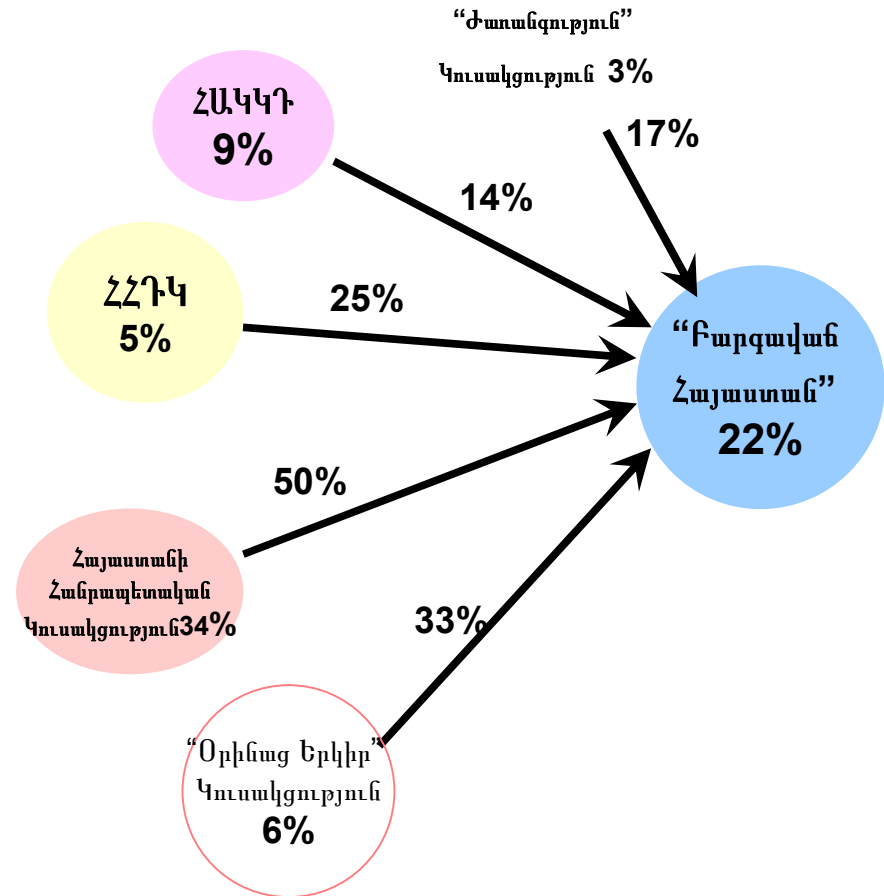 “Ժառանգություն”
Կուսակցություն 3%
ՀԱԿԿԴ
9%
17%
14%
ՀՀԴԿ
5%
25%
“Բարգավաճ
Հայաստան”
22%
50%
Հայաստանի
Հանրապետական
Կուսակցություն34%
33%
“Օրինաց Երկիր”
Կուսակցություն
6%